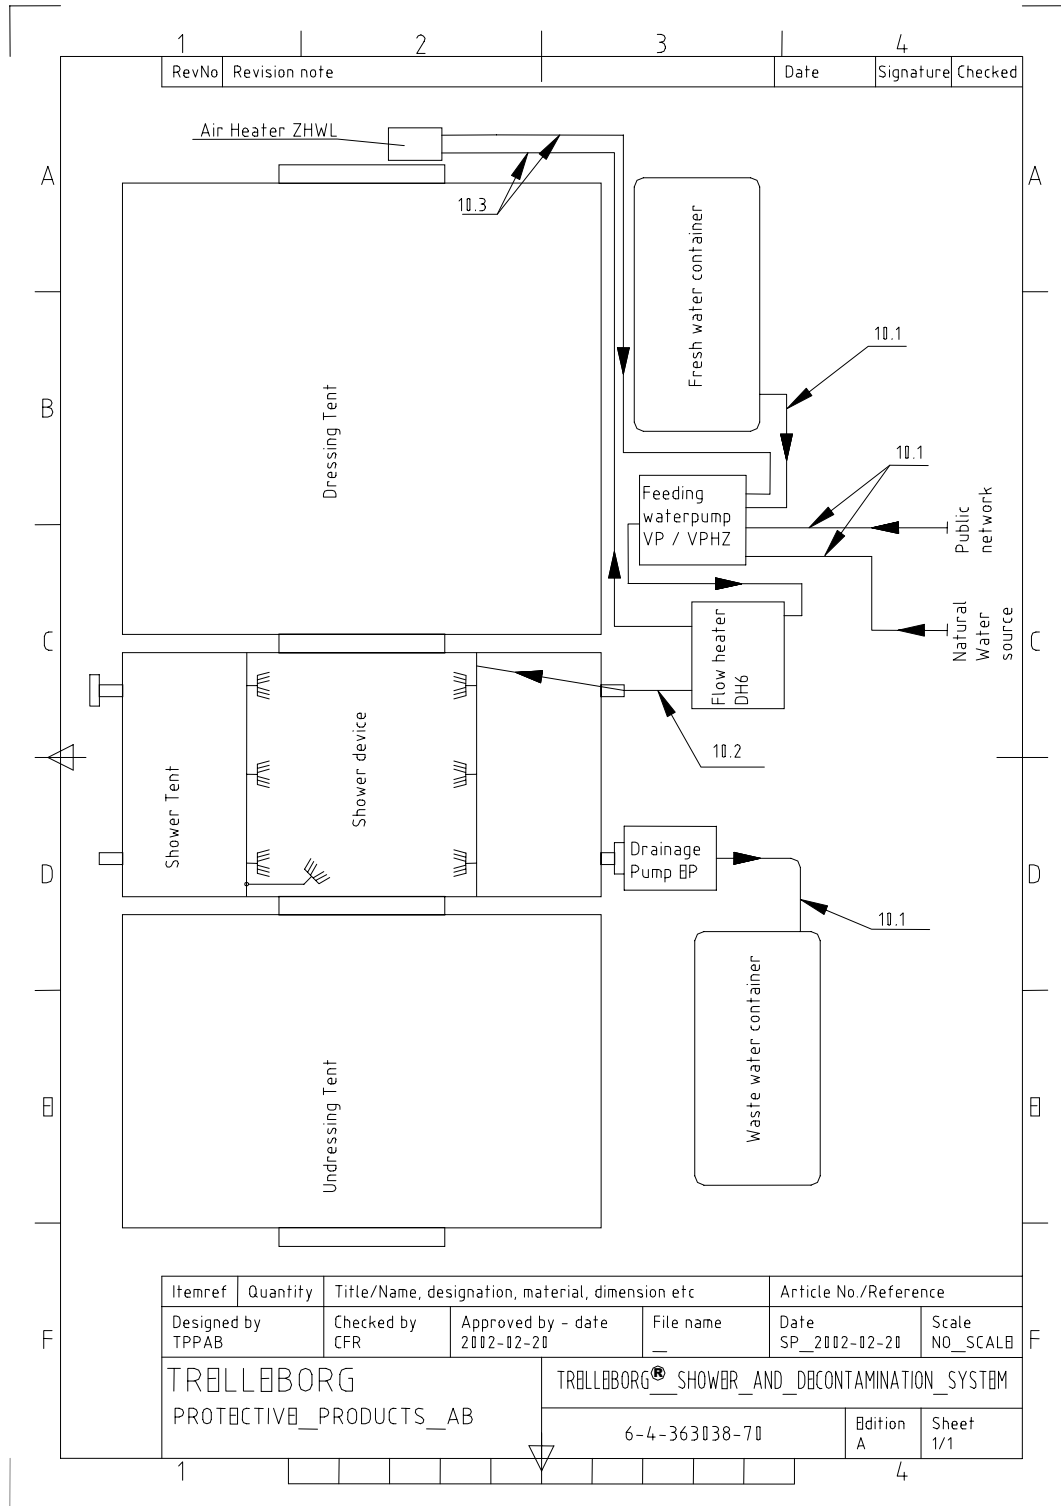 1 2 3 4
RevNo Revision note Date Signature Checked
Air Heater ZHWL
A A
10.3
Fresh water container
10.1
B B
Dressing Tent
10.1
Feeding
waterpump
VP / VPHZ
Public
network
Natural
Water
source
C C
Flow heater
DH6
10.2
Shower Tent
Shower device
Drainage
Pump EP
D D
10.1
Waste water container
E E
Undressing Tent
Itemref Quantity Title/Name, designation, material, dimension etc Article No./Reference
Designed by Checked by Approved by - date File name Date Scale
TPPAB CFR 2002-02-20 _ SP_2002-02-20 NO_SCALE
F F
TRELLEBORG
PROTECTIVE_PRODUCTS_AB
TRELLEBORG®_SHOWER_AND_DECONTAMINATION_SYSTEM
6-4-363038-70
Edition
A
Sheet
1/1
1 4